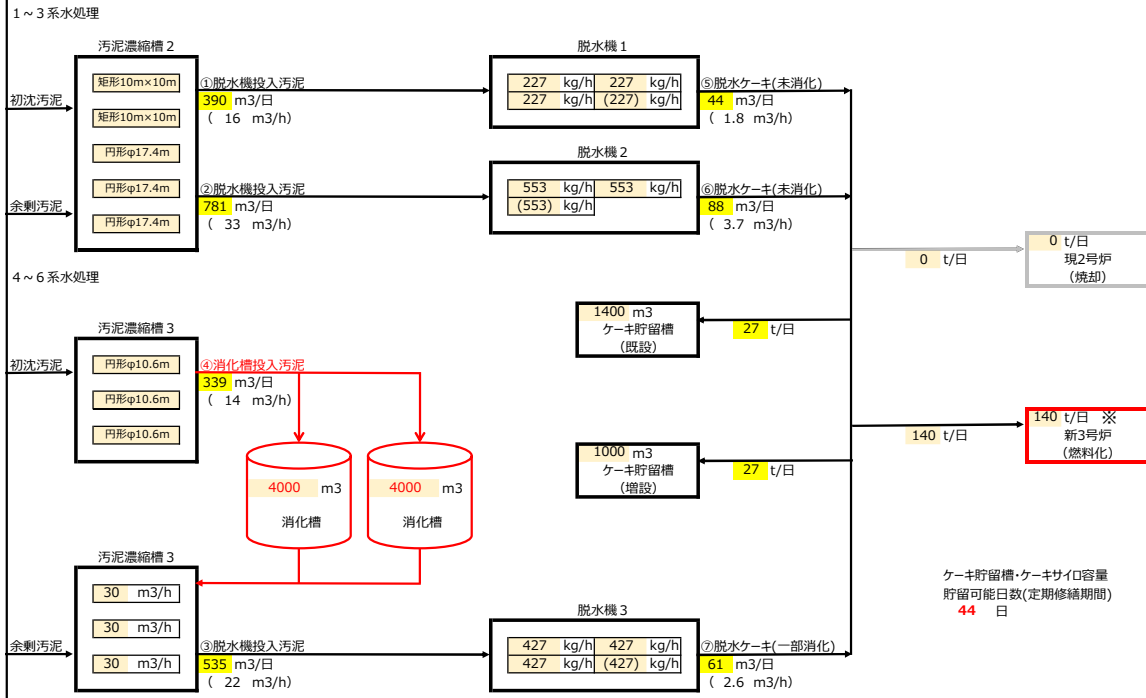 1～3系水処理
汚泥濃縮槽2
矩形10m×10m
矩形10m×10m
円形φ17.4m
円形φ17.4m
円形φ17.4m
初沈汚泥
余剰汚泥
①脱水機投入汚泥
390 m3/日
( 16 m3/h)
②脱水機投入汚泥
781 m3/日
( 33 m3/h)
脱水機1
227 kg/h 227 kg/h
227 kg/h (227) kg/h
脱水機2
553 kg/h 553 kg/h
(553) kg/h
⑤脱水ケーキ(未消化)
44 m3/日
( 1.8 m3/h)
⑥脱水ケーキ(未消化)
88 m3/日
( 3.7 m3/h)
0 t/日
0 t/日
現2号炉
(焼却)
4～6系水処理
汚泥濃縮槽3
円形φ10.6m
円形φ10.6m
円形φ10.6m
初沈汚泥
④消化槽投入汚泥
339 m3/日
( 14 m3/h)
4000 m3
消化槽
4000 m3
消化槽
1400 m3
ケーキ貯留槽
(既設)
27 t/日
1000 m3
ケーキ貯留槽
(増設)
27 t/日
140 t/日
140 t/日 ※
新3号炉
(燃料化)
汚泥濃縮槽3
30 m3/h
30 m3/h
30 m3/h
余剰汚泥
③脱水機投入汚泥
535 m3/日
( 22 m3/h)
脱水機3
427 kg/h 427 kg/h
427 kg/h (427) kg/h
⑦脱水ケーキ(一部消化)
61 m3/日
( 2.6 m3/h)
ケーキ貯留槽・ケーキサイロ容量
貯留可能日数(定期修繕期間)
44 日